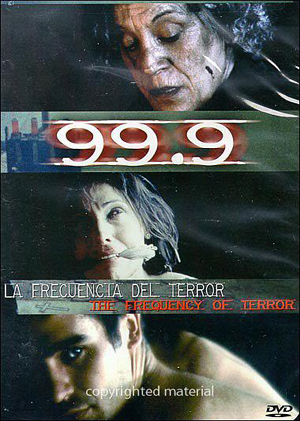 99.9
LA FRECUENCIA DEL TERROR
THE FREQUENCY OF TERROR
copyrighted material
DVD